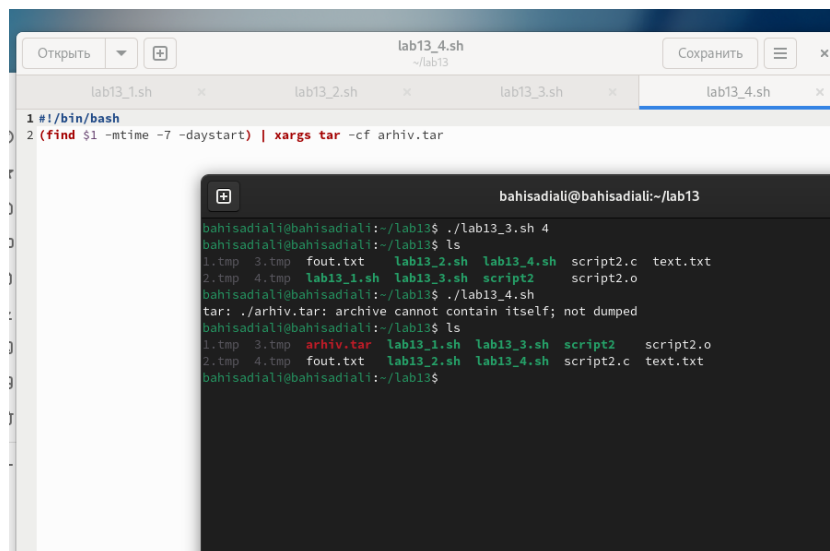 Открыть
lab13_4.sh
~/lab13
Сохранить
lab13_1.sh × lab13_2.sh × lab13_3.sh × lab13_4.sh ×
1 #!/bin/bash
2 (find $1 -mtime -7 -daystart) | xargs tar -cf arhiv.tar
bahisadiali@bahisadiali:~/lab13
bahisadiali@bahisadiali:~/lab13$ ./lab13_3.sh 4
bahisadiali@bahisadiali:~/lab13$ ls
1.tmp 3.tmp fout.txt lab13_2.sh lab13_4.sh script2.c text.txt
2.tmp 4.tmp lab13_1.sh lab13_3.sh script2 script2.o
bahisadiali@bahisadiali:~/lab13$ ./lab13_4.sh
tar: ./arhiv.tar: archive cannot contain itself; not dumped
bahisadiali@bahisadiali:~/lab13$ ls
1.tmp 3.tmp arhiv.tar lab13_1.sh lab13_3.sh script2 script2.o
2.tmp 4.tmp fout.txt lab13_2.sh lab13_4.sh script2.c text.txt
bahisadiali@bahisadiali:~/lab13$